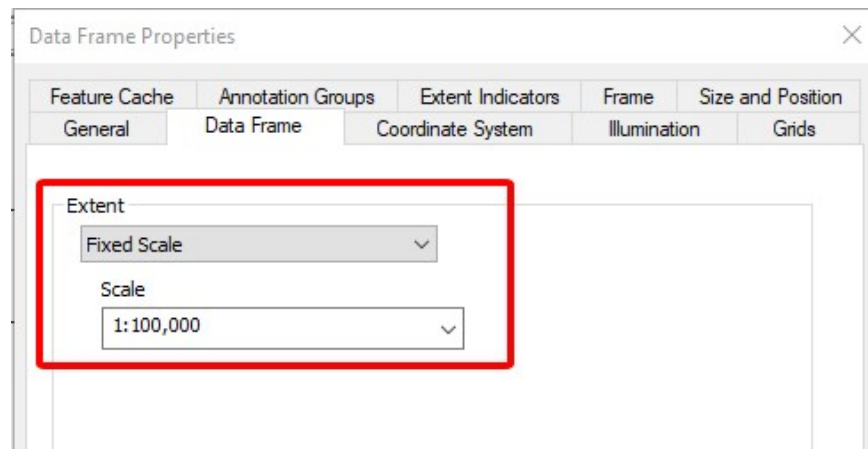 Data Frame Properties
Feature Cache Annotation Groups Extent Indicators Frame Size and Position
General Data Frame Coordinate System Illumination Grids
Extent
Fixed Scale
Scale
1:100,000